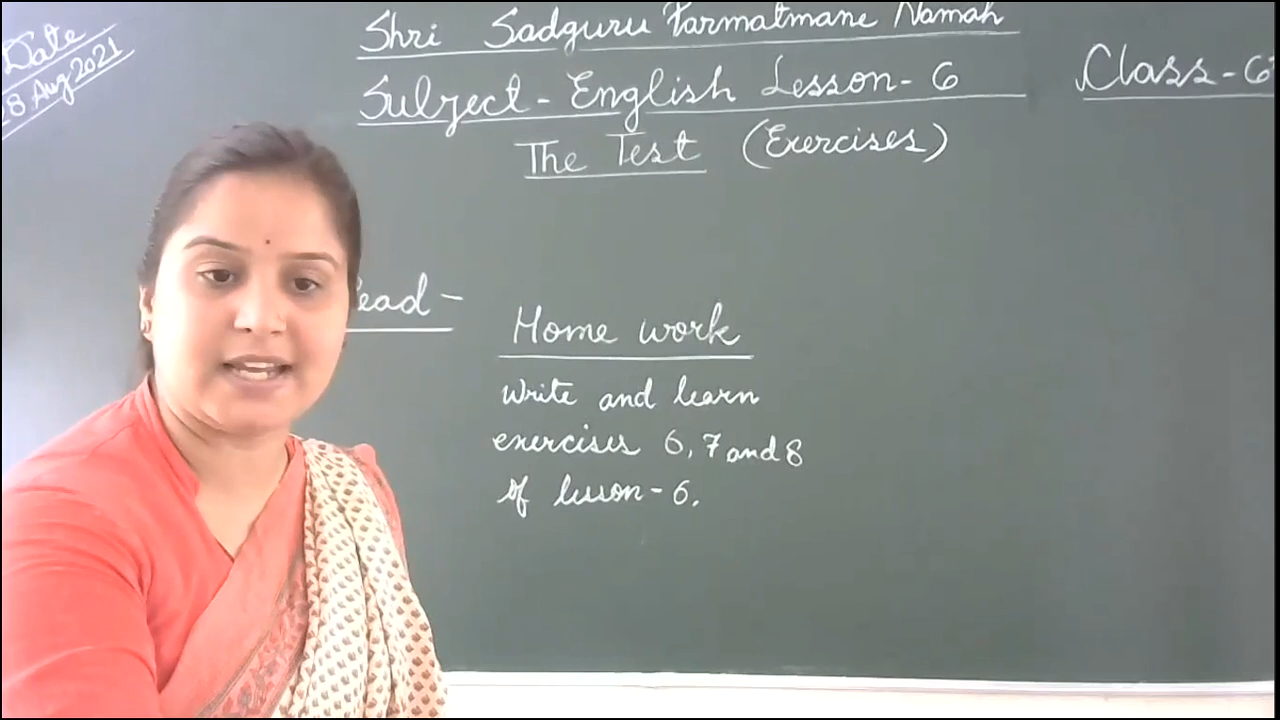 Date
8 Aug 2021
Shri Sadguru Parmatmane Namah
Subject - English Lesson - 6
Class - 6
The Test (Exercises)
ead -
Home work
Write and learn
exercises 6, 7 and 8
of lesson - 6.